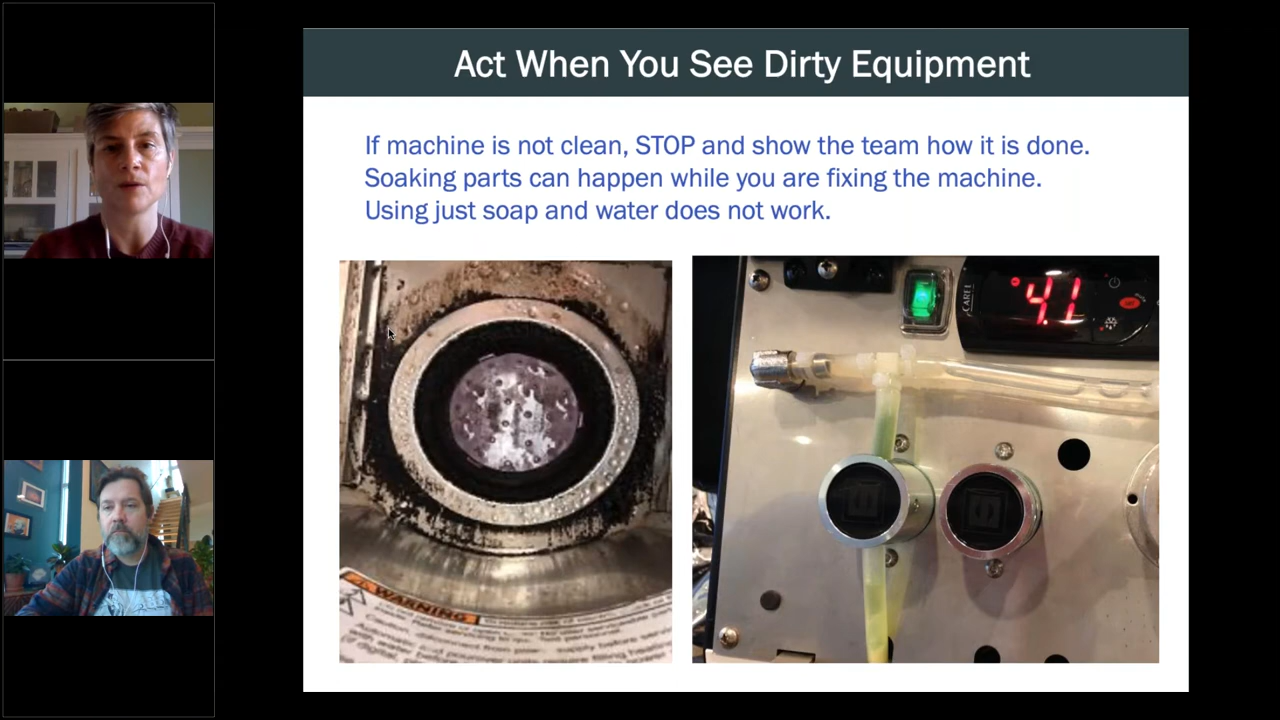 Act When You See Dirty Equipment
If machine is not clean, STOP and show the team how it is done.
Soaking parts can happen while you are fixing the machine.
Using just soap and water does not work.
CAREL
4.1
WARNING